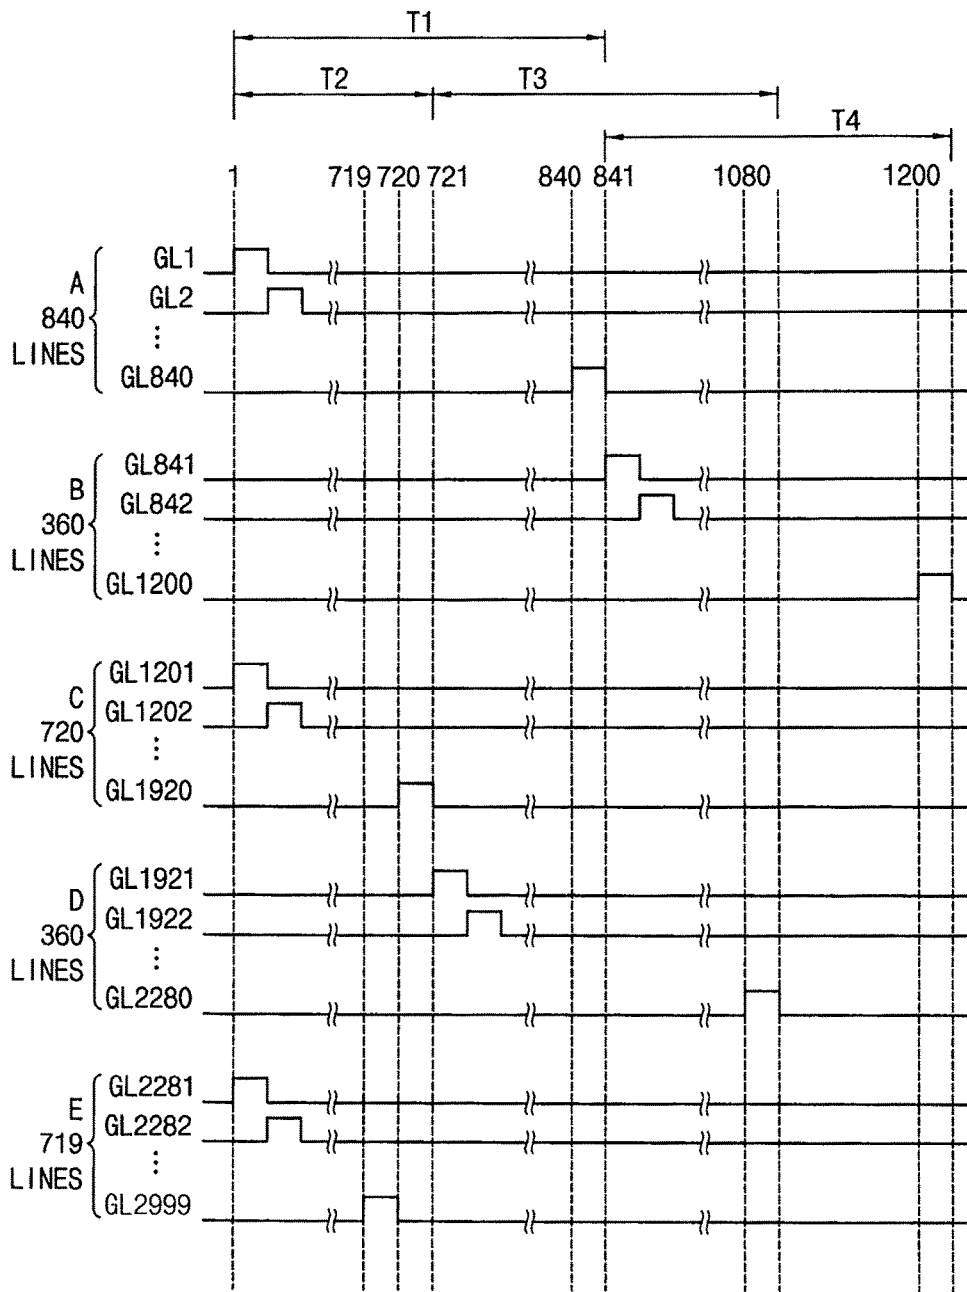 T1
T2 T3
T4
1 719 720 721 840 841 1080 1200
GL1
A
840
LINES
GL2
⋮
GL840
GL841
B
360
LINES
GL842
⋮
GL1200
GL1201
C
720
LINES
GL1202
⋮
GL1920
GL1921
D
360
LINES
GL1922
⋮
GL2280
GL2281
E
719
LINES
GL2282
⋮
GL2999